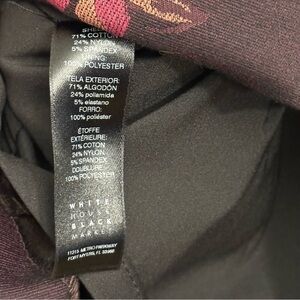 SHELL:
71% COTTON
24% NYLON
5% SPANDEX
LINING:
100% POLYESTER
TELA EXTERIOR:
71% ALGODÓN
24% poliamida
5% elastano
FORRO:
100% poliéster
ÉTOFFE
EXTÉRIEURE:
71% COTON
24% NYLON
5% SPANDEX
DOUBLURE:
100% POLYESTER
WHITE
HOUSE
BLACK
MARKET
11215 METRO PARKWAY
FORT MYERS, FL 33966